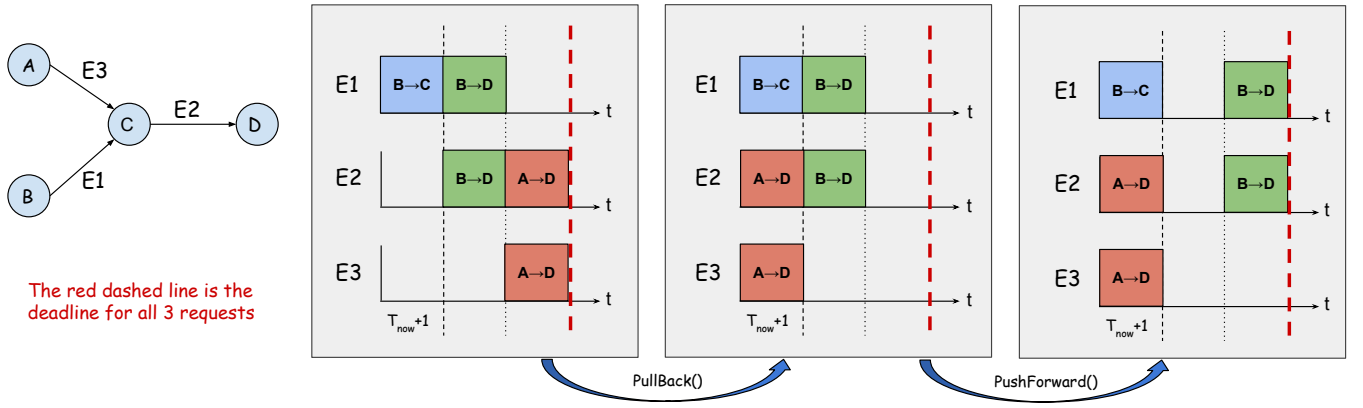 A
E3
C
E2
D
B
E1
The red dashed line is the
deadline for all 3 requests
E1
B→C
B→D
t
E2
B→D
A→D
t
E3
A→D
t
Tnow+1
PullBack()
E1
B→C
B→D
t
E2
A→D
B→D
t
E3
A→D
t
Tnow+1
PushForward()
E1
B→C
B→D
t
E2
A→D
B→D
t
E3
A→D
t
Tnow+1